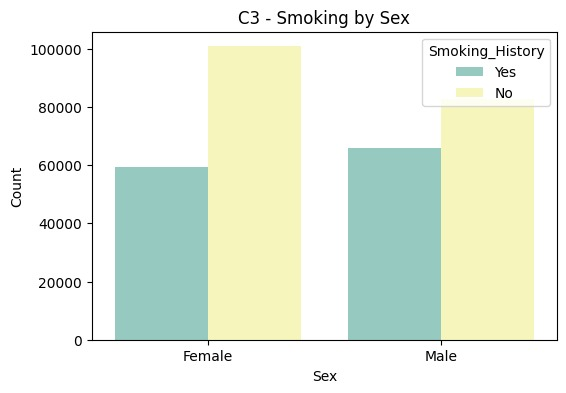 C3 - Smoking by Sex
Smoking_History
Yes
No
100000
80000
60000
40000
20000
0
Count
Female
Male
Sex